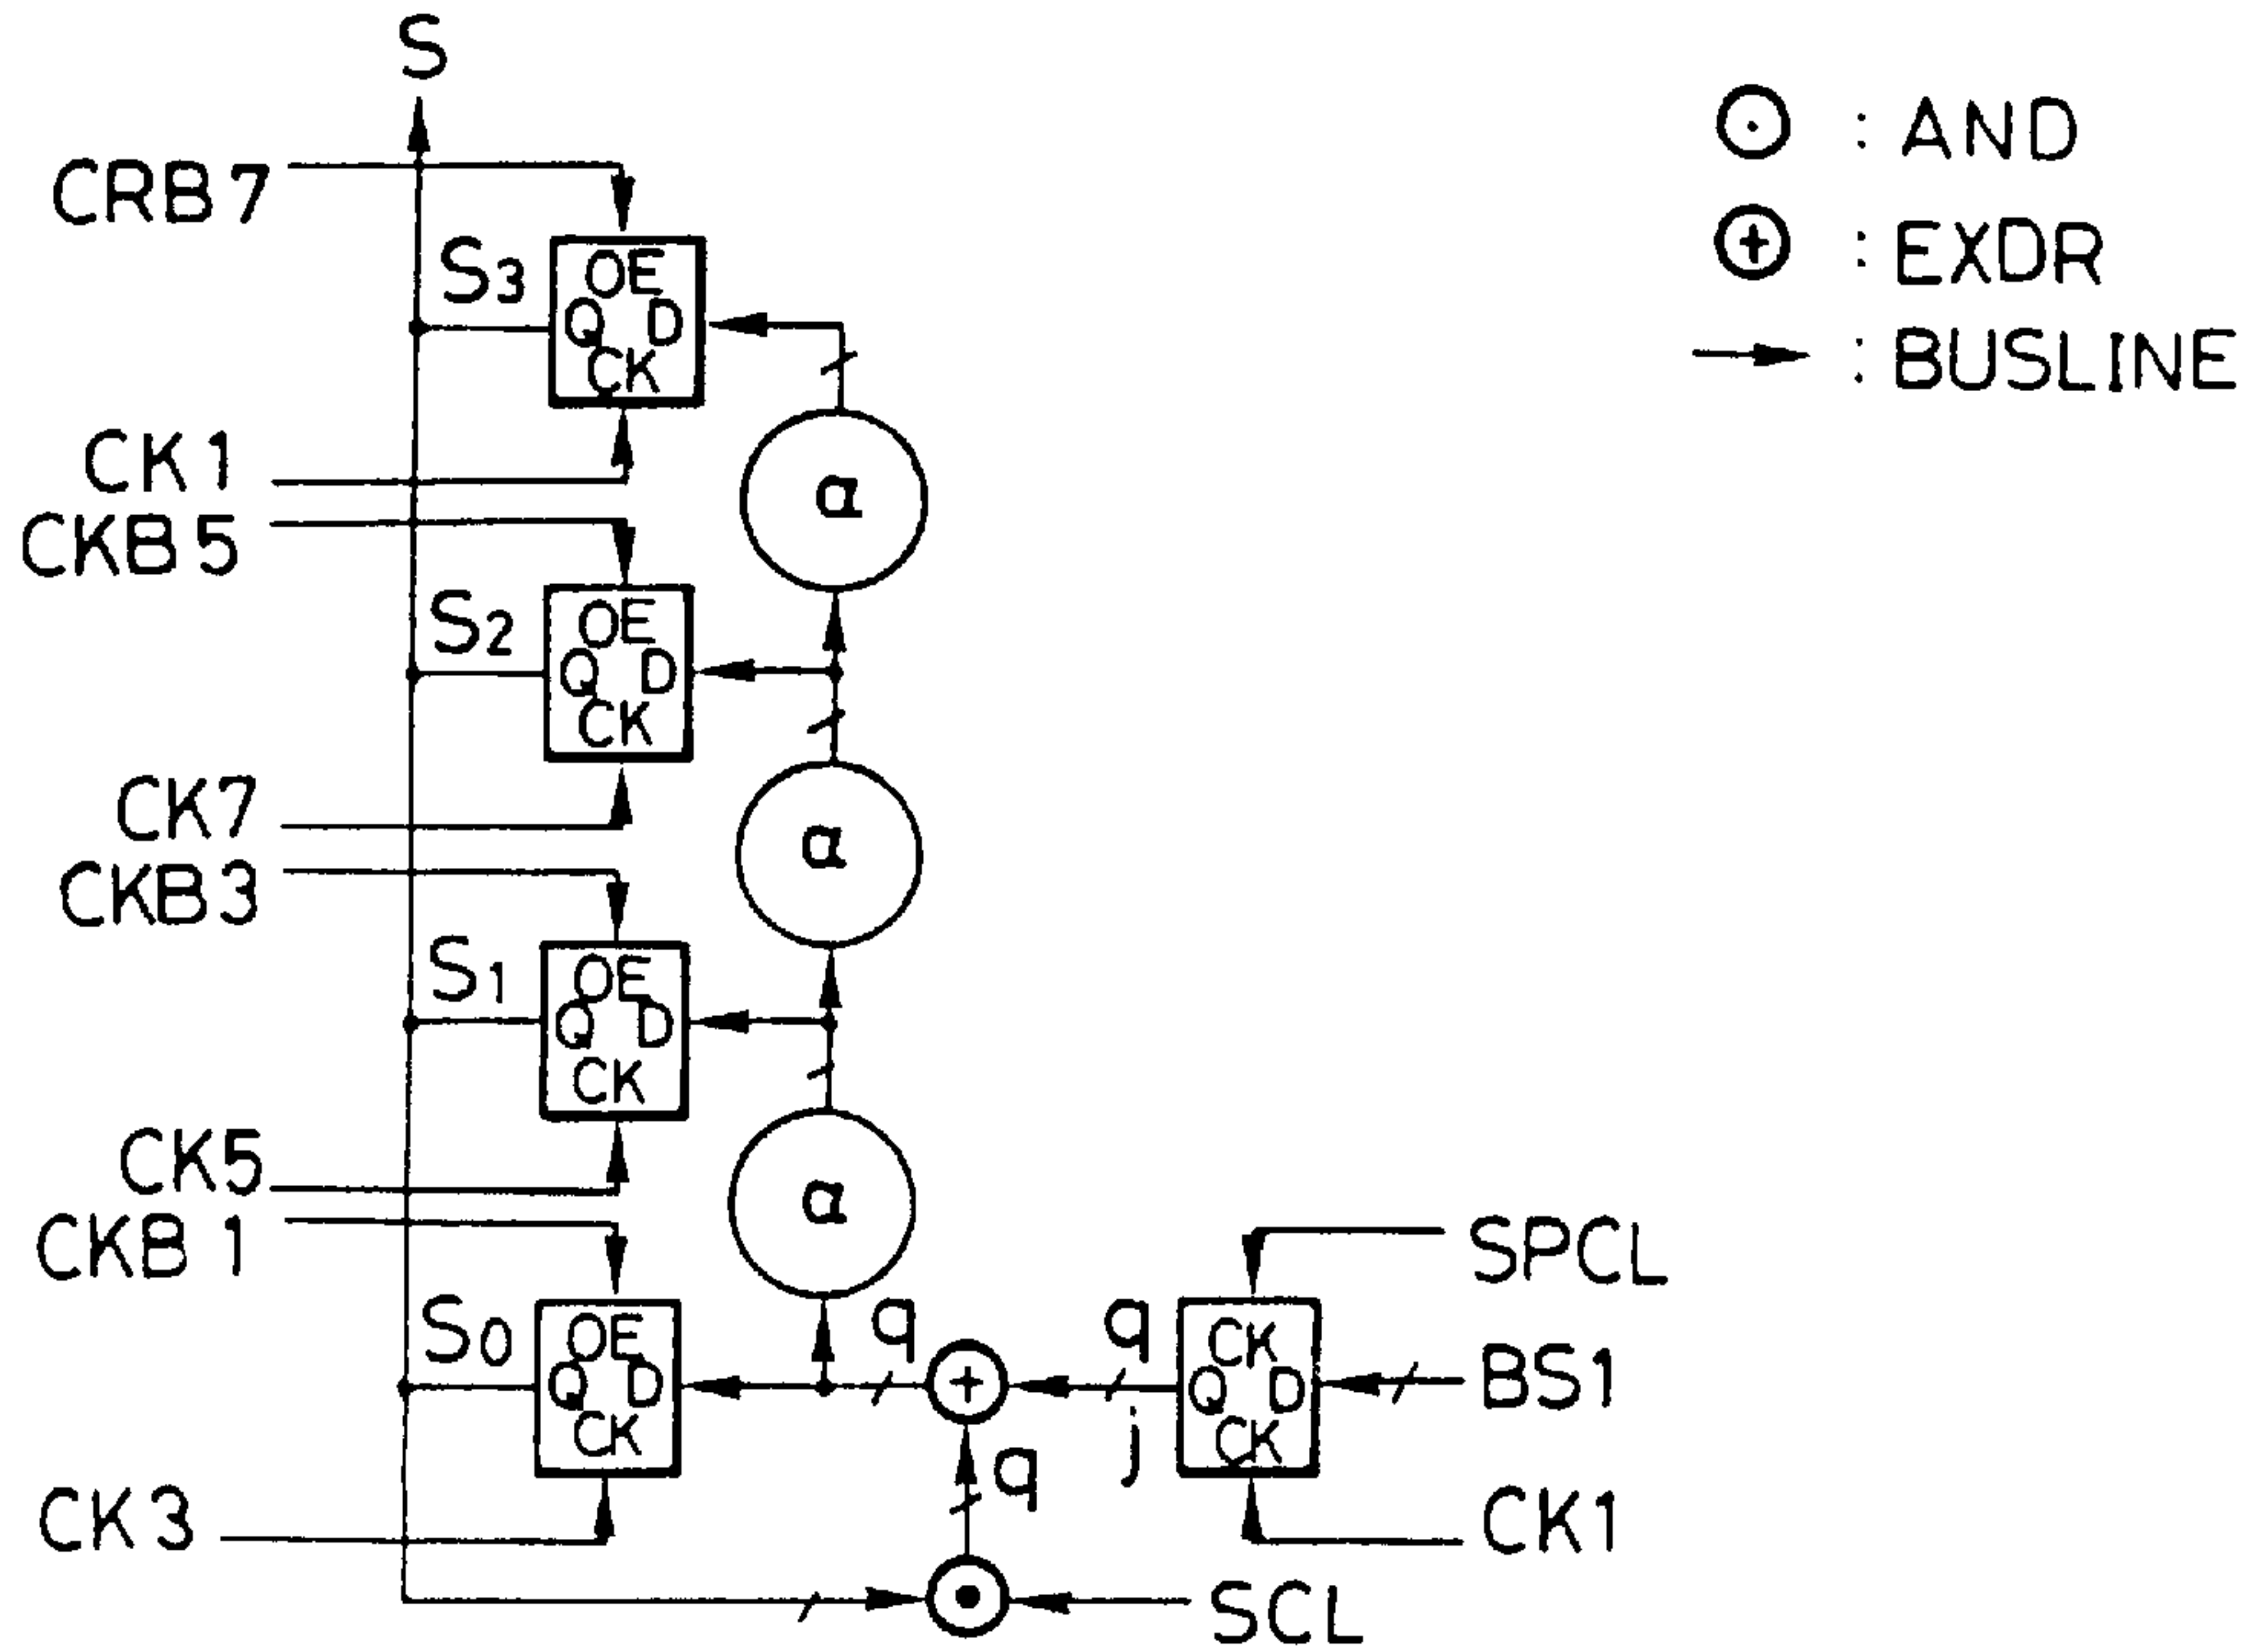 S
CRB7
S3
OE
Q D
CK
CK1
α
CKB5
S2
OE
Q D
CK
CK7
α
CKB3
S1
OE
Q D
CK
CK5
α
CKB1
S0
OE
Q D
CK
CK3
q
q
j
q
SPCL
CK
Q D
CK
BS1
CK1
SCL
: AND
: EXDR
: BUSLINE